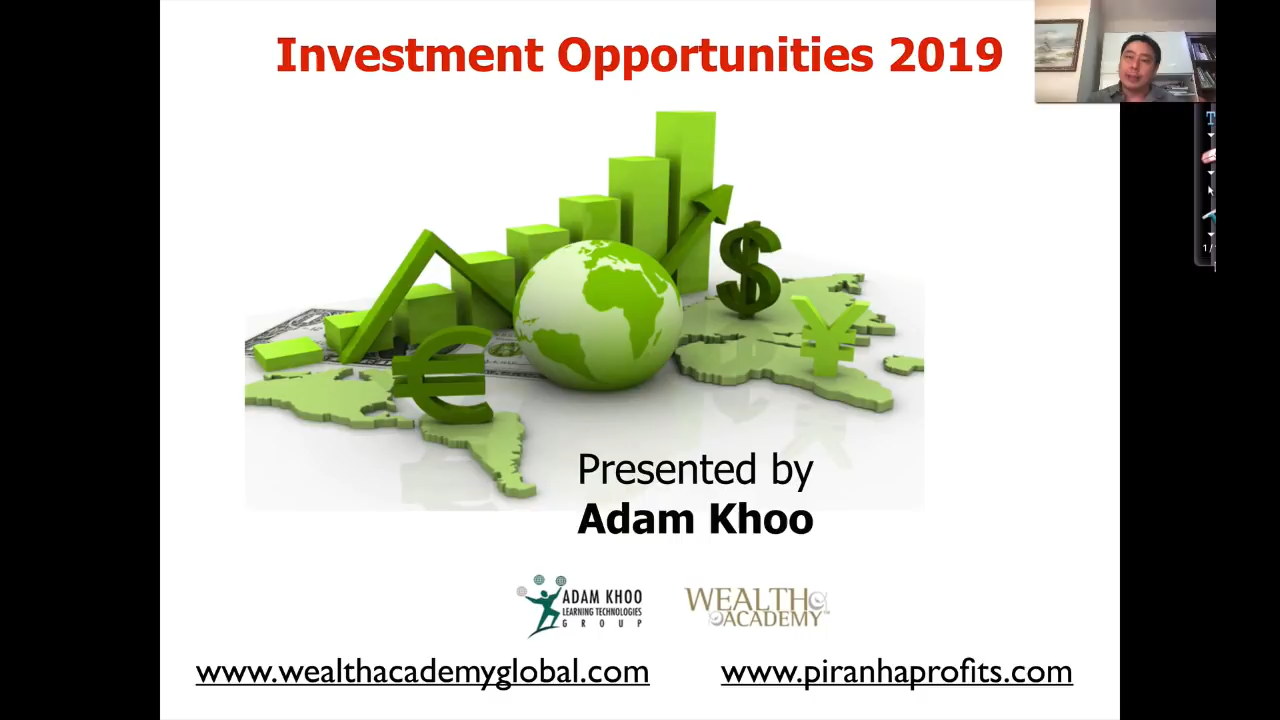 Investment Opportunities 2019
1/
Presented by
Adam Khoo
ADAM KHOO
LEARNING TECHNOLOGIES
GROUP
WEALTH
ACADEMY
www.wealthacademyglobal.com
www.piranhaprofits.com